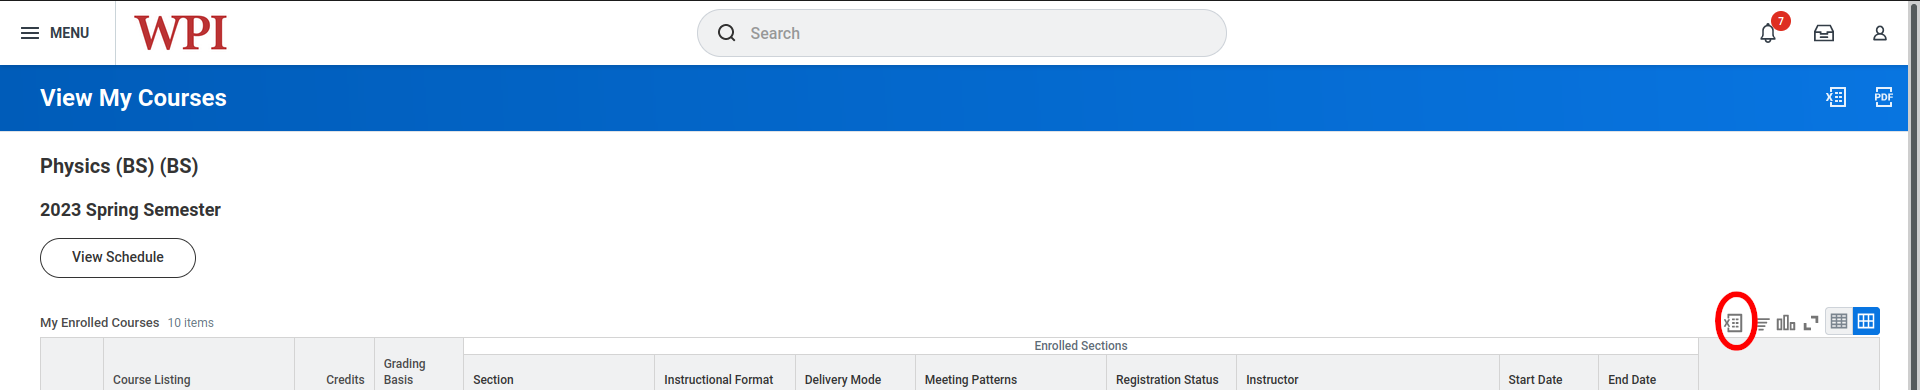 MENU
WPI
Search
7
View My Courses
X
PDF
Physics (BS) (BS)
2023 Spring Semester
View Schedule
My Enrolled Courses 10 items
X
Enrolled Sections
Course Listing
Credits
Grading
Basis
Section
Instructional Format
Delivery Mode
Meeting Patterns
Registration Status
Instructor
Start Date
End Date